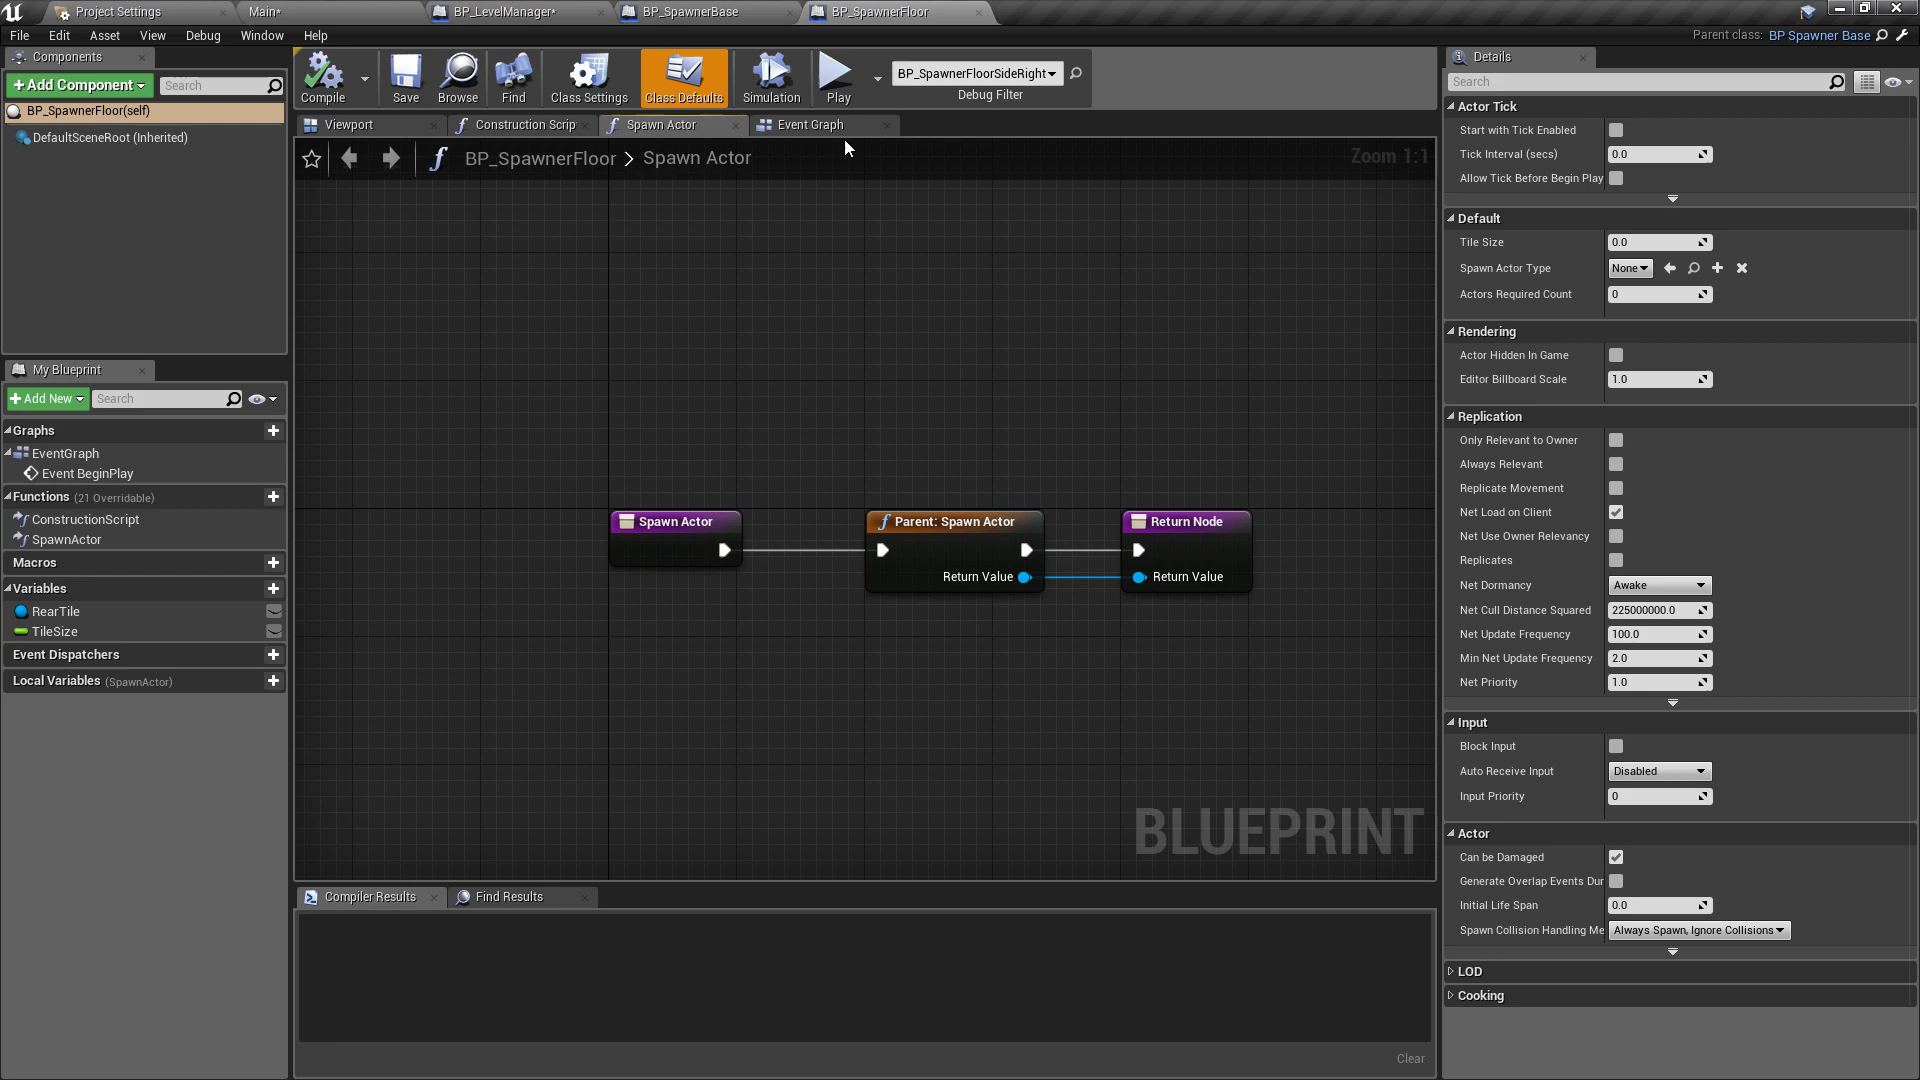 Project Settings
Main*
BP_LevelManager*
BP_SpawnerBase
BP_SpawnerFloor
File
Edit
Asset
View
Debug
Window
Help
Parent class: BP Spawner Base
Components
+ Add Component
Search
BP_SpawnerFloor(self)
DefaultSceneRoot (Inherited)
Compile
Save
Browse
Find
Class Settings
Class Defaults
Simulation
Play
BP_SpawnerFloorSideRight
Debug Filter
Viewport
Construction Scrip
Spawn Actor
Event Graph
BP_SpawnerFloor > Spawn Actor
Zoom 1:1
Spawn Actor
Parent: Spawn Actor
Return Value
Return Node
Return Value
BLUEPRINT
My Blueprint
+ Add New
Search
Graphs
EventGraph
Event BeginPlay
Functions (21 Overridable)
ConstructionScript
SpawnActor
Macros
Variables
RearTile
TileSize
Event Dispatchers
Local Variables (SpawnActor)
Compiler Results
Find Results
Clear
Details
Search
Actor Tick
Start with Tick Enabled
Tick Interval (secs) 0.0
Allow Tick Before Begin Play
Default
Tile Size 0.0
Spawn Actor Type None
Actors Required Count 0
Rendering
Actor Hidden In Game
Editor Billboard Scale 1.0
Replication
Only Relevant to Owner
Always Relevant
Replicate Movement
Net Load on Client
Net Use Owner Relevancy
Replicates
Net Dormancy Awake
Net Cull Distance Squared 225000000.0
Net Update Frequency 100.0
Min Net Update Frequency 2.0
Net Priority 1.0
Input
Block Input
Auto Receive Input Disabled
Input Priority 0
Actor
Can be Damaged
Generate Overlap Events Dur
Initial Life Span 0.0
Spawn Collision Handling Me Always Spawn, Ignore Collisions
LOD
Cooking